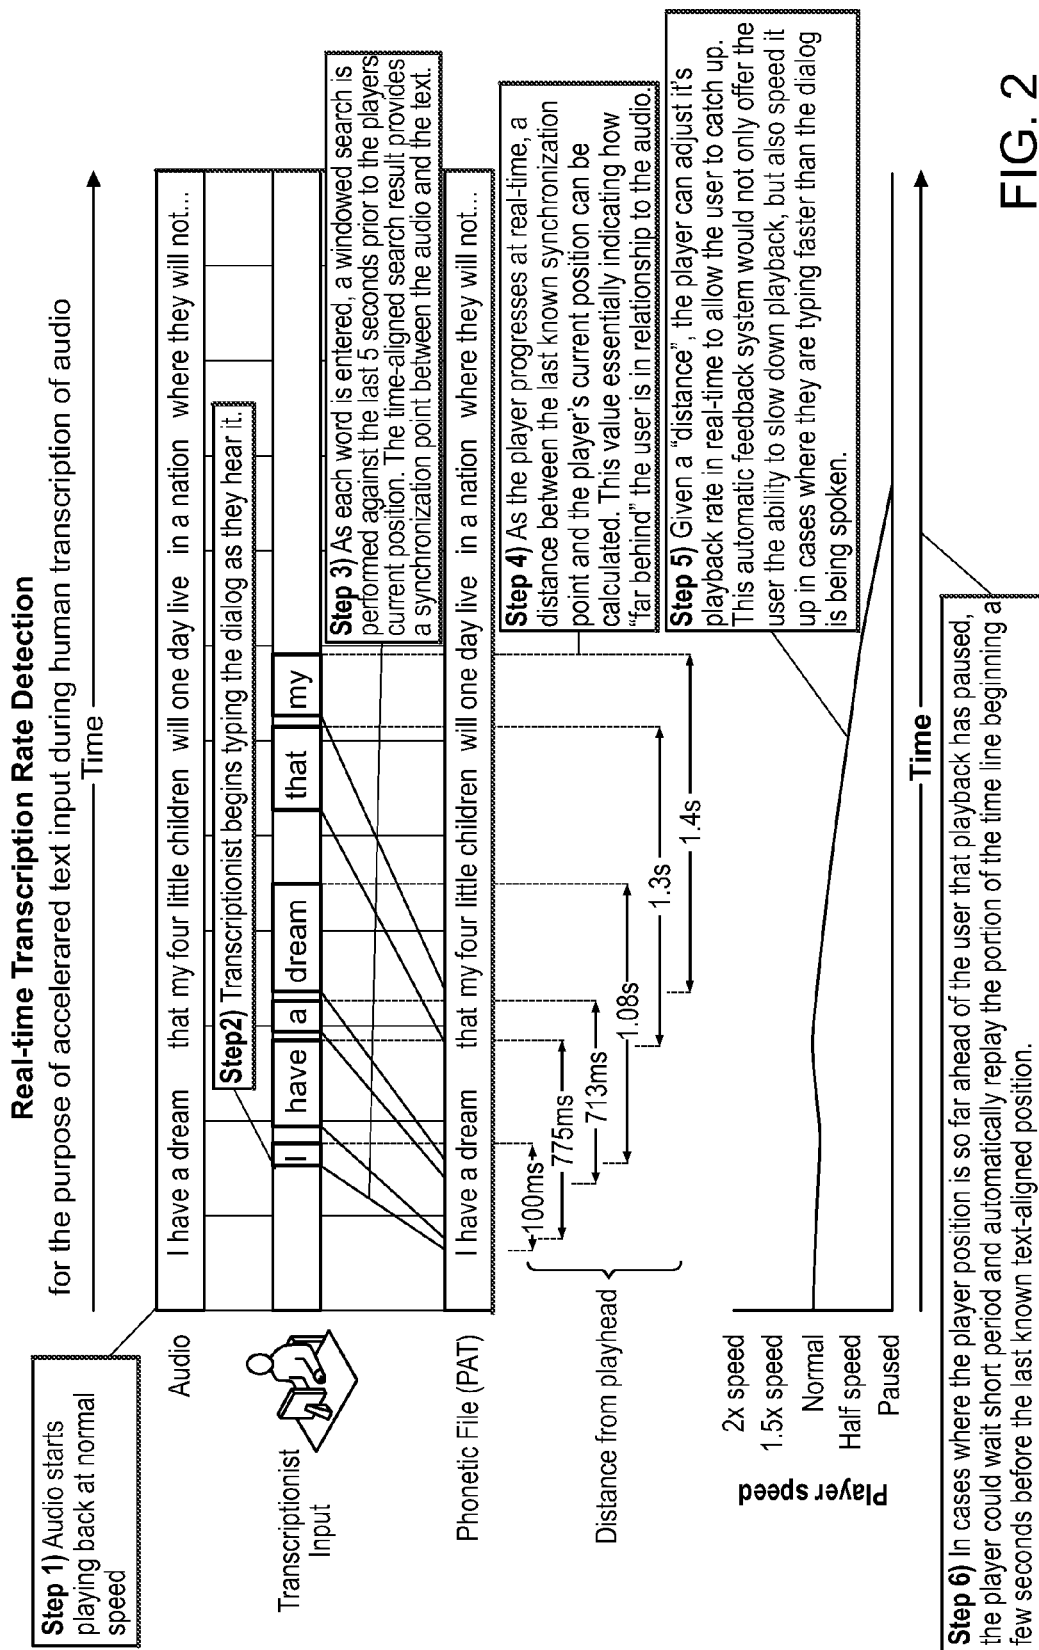 Real-time Transcription Rate Detection
for the purpose of accelerared text input during human transcription of audio
Time
Step 1) Audio starts
playing back at normal
speed
Audio
I have a dream that my four little children will one day live in a nation where they will not...
Step2) Transcriptionist begins typing the dialog as they hear it.
Transcriptionist
Input
I have a dream that my
Step 3) As each word is entered, a windowed search is
performed against the last 5 seconds prior to the players
current position. The time-aligned search result provides
a synchronization point between the audio and the text.
Phonetic File (PAT)
I have a dream that my four little children will one day live in a nation where they will not...
Step 4) As the player progresses at real-time, a
distance between the last known synchronization
point and the player's current position can be
calculated. This value essentially indicating how
"far behind" the user is in relationship to the audio.
Distance from playhead
100ms
775ms
713ms
1.08s
1.3s
1.4s
Step 5) Given a "distance", the player can adjust it's
playback rate in real-time to allow the user to catch up.
This automatic feedback system would not only offer the
user the ability to slow down playback, but also speed it
up in cases where they are typing faster than the dialog
is being spoken.
Player speed
2x speed
1.5x speed
Normal
Half speed
Paused
Time
Step 6) In cases where the player position is so far ahead of the user that playback has paused,
the player could wait short period and automatically replay the portion of the time line beginning a
few seconds before the last known text-aligned position.
FIG. 2